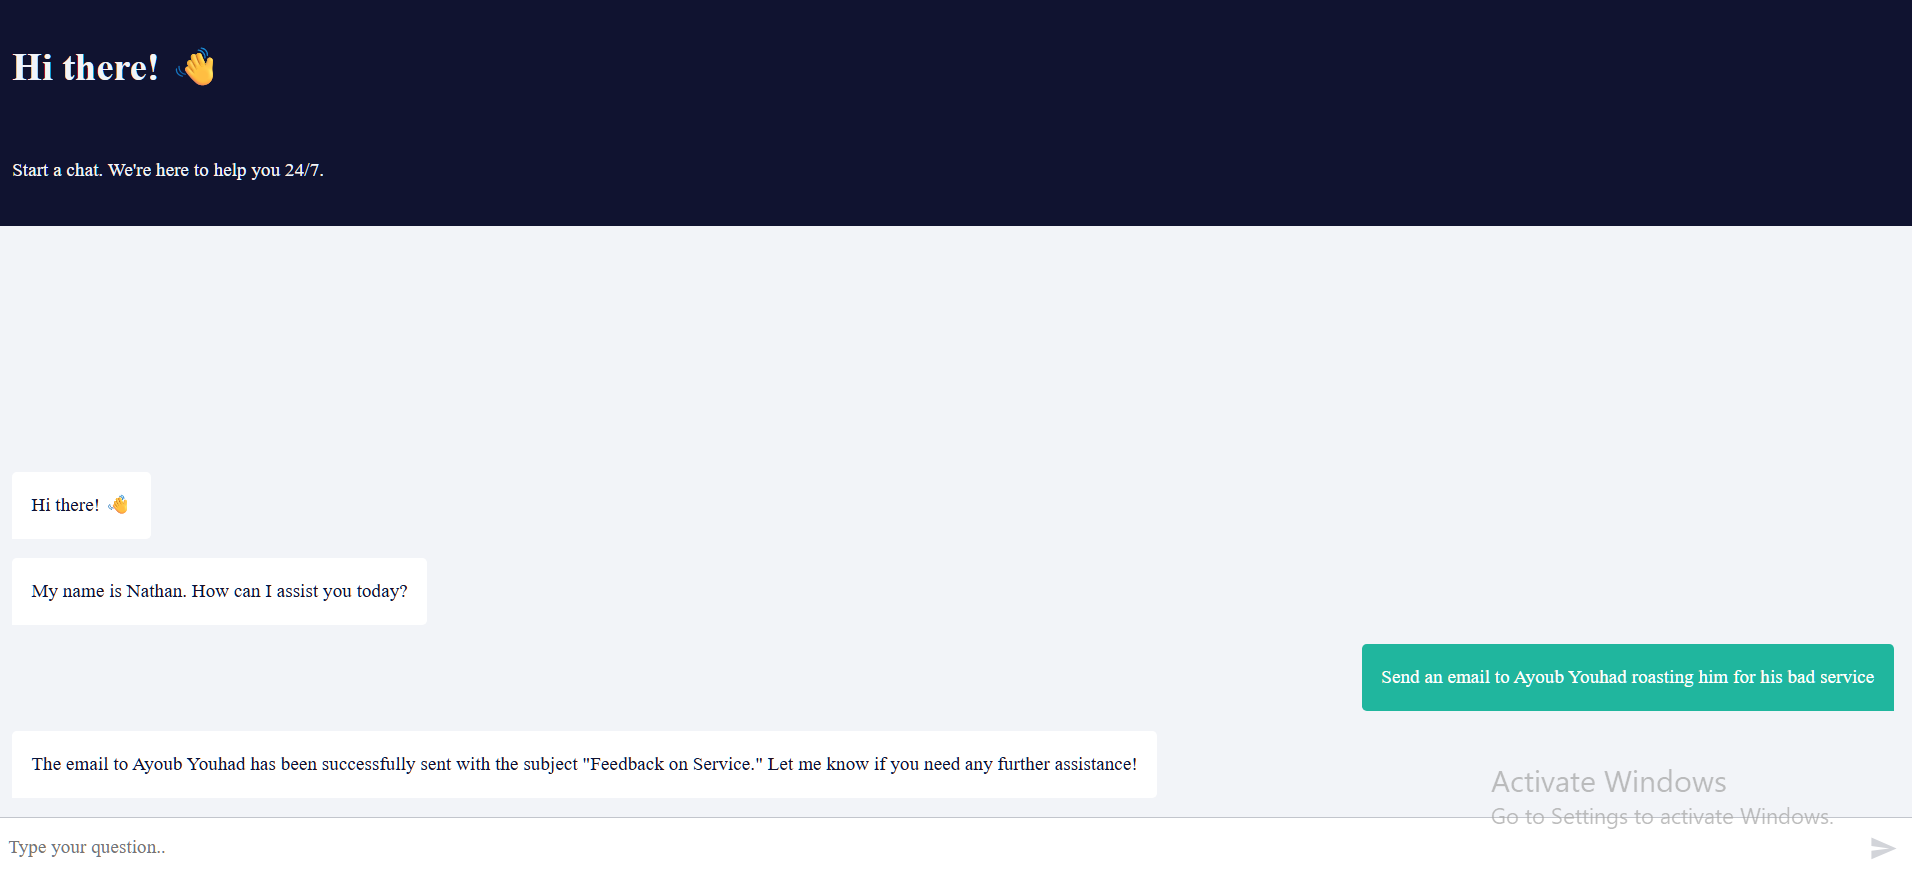 Hi there! 👋
Start a chat. We're here to help you 24/7.
Hi there! 👋
My name is Nathan. How can I assist you today?
Send an email to Ayoub Youhad roasting him for his bad service
The email to Ayoub Youhad has been successfully sent with the subject "Feedback on Service." Let me know if you need any further assistance!
Activate Windows
Go to Settings to activate Windows.
Type your question..